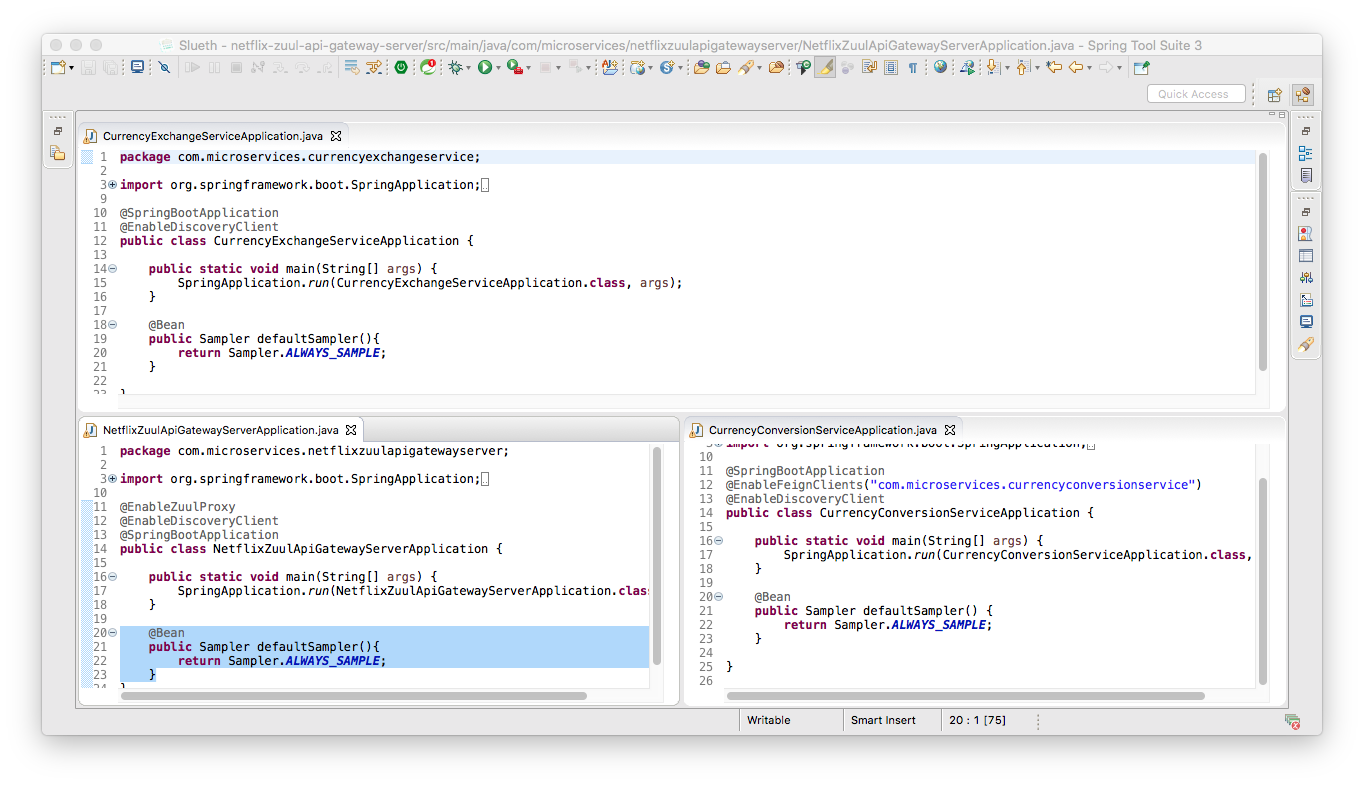 Slueth - netflix-zuul-api-gateway-server/src/main/java/com/microservices/netflixzuulapigatewayserver/NetflixZuulApiGatewayServerApplication.java - Spring Tool Suite 3
Quick Access
CurrencyExchangeServiceApplication.java
1 package com.microservices.currencyexchangeservice;
2
3 import org.springframework.boot.SpringApplication;
9
10 @SpringBootApplication
11 @EnableDiscoveryClient
12 public class CurrencyExchangeServiceApplication {
13
14 public static void main(String[] args) {
15 SpringApplication.run(CurrencyExchangeServiceApplication.class, args);
16 }
17
18 @Bean
19 public Sampler defaultSampler(){
20 return Sampler.ALWAYS_SAMPLE;
21 }
22
23 }
NetflixZuulApiGatewayServerApplication.java
1 package com.microservices.netflixzuulapigatewayserver;
2
3 import org.springframework.boot.SpringApplication;
10
11 @EnableZuulProxy
12 @EnableDiscoveryClient
13 @SpringBootApplication
14 public class NetflixZuulApiGatewayServerApplication {
15
16 public static void main(String[] args) {
17 SpringApplication.run(NetflixZuulApiGatewayServerApplication.clas
18 }
19
20 @Bean
21 public Sampler defaultSampler(){
22 return Sampler.ALWAYS_SAMPLE;
23 }
24 }
CurrencyConversionServiceApplication.java
3 import org.springframework.boot.SpringApplication;
10
11 @SpringBootApplication
12 @EnableFeignClients("com.microservices.currencyconversionservice")
13 @EnableDiscoveryClient
14 public class CurrencyConversionServiceApplication {
15
16 public static void main(String[] args) {
17 SpringApplication.run(CurrencyConversionServiceApplication.class,
18 }
19
20 @Bean
21 public Sampler defaultSampler() {
22 return Sampler.ALWAYS_SAMPLE;
23 }
24
25 }
26
Writable
Smart Insert
20 : 1 [75]